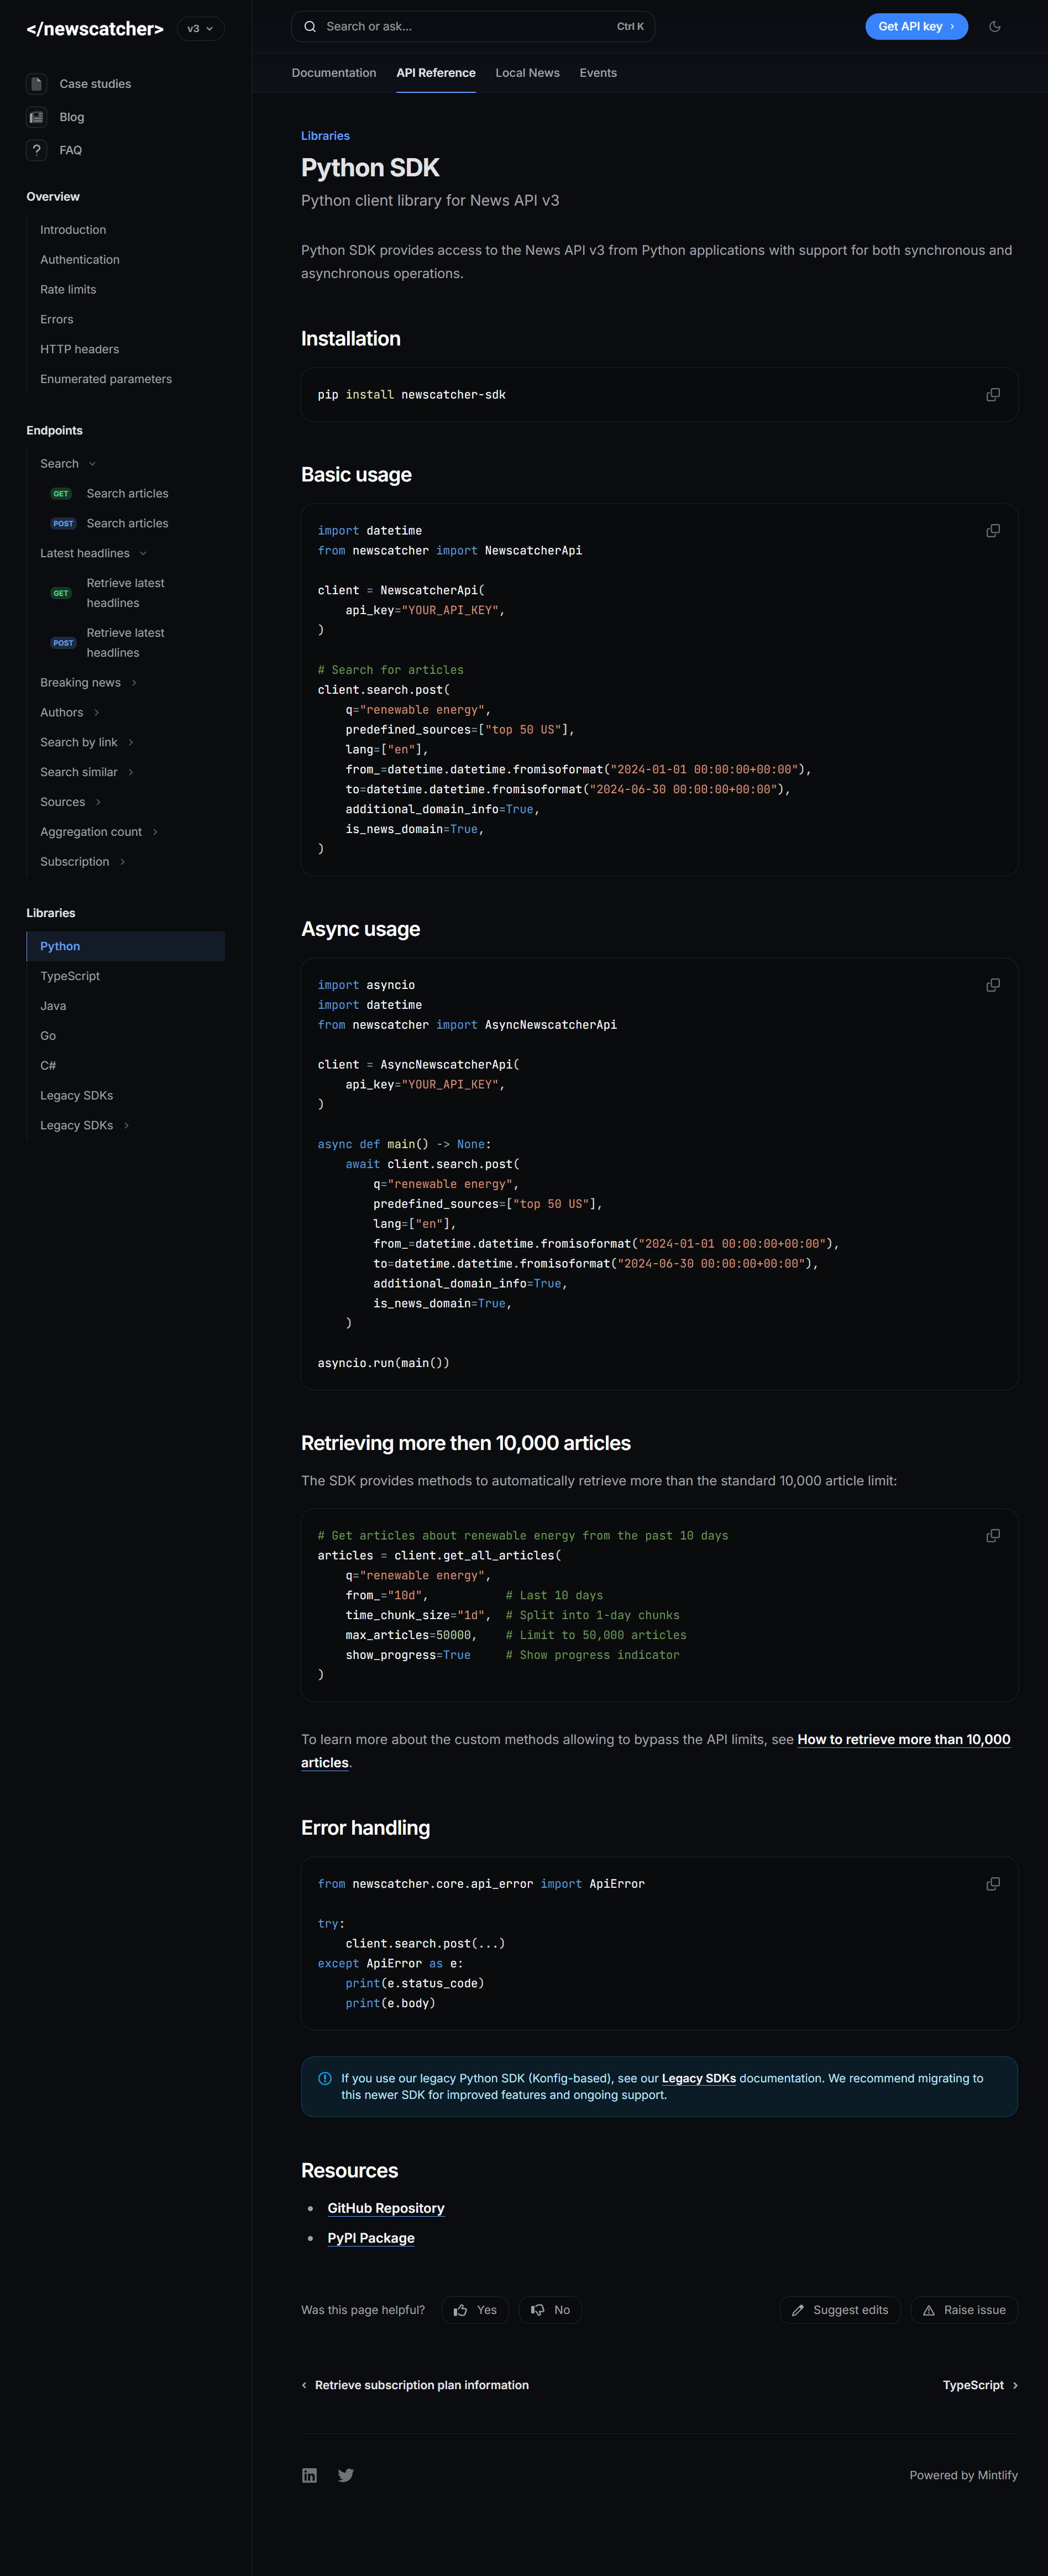 </newscatcher>
v3
Search or ask...
Ctrl K
Get API key
Documentation
API Reference
Local News
Events
Case studies
Blog
FAQ
Overview
Introduction
Authentication
Rate limits
Errors
HTTP headers
Enumerated parameters
Endpoints
Search
GET Search articles
POST Search articles
Latest headlines
GET Retrieve latest
headlines
POST Retrieve latest
headlines
Breaking news
Authors
Search by link
Search similar
Sources
Aggregation count
Subscription
Libraries
Python
TypeScript
Java
Go
C#
Legacy SDKs
Legacy SDKs
Libraries
Python SDK
Python client library for News API v3
Python SDK provides access to the News API v3 from Python applications with support for both synchronous and
asynchronous operations.
Installation
pip install newscatcher-sdk
Basic usage
import datetime
from newscatcher import NewscatcherApi

client = NewscatcherApi(
    api_key="YOUR_API_KEY",
)

# Search for articles
client.search.post(
    q="renewable energy",
    predefined_sources=["top 50 US"],
    lang=["en"],
    from_=datetime.datetime.fromisoformat("2024-01-01 00:00:00+00:00"),
    to=datetime.datetime.fromisoformat("2024-06-30 00:00:00+00:00"),
    additional_domain_info=True,
    is_news_domain=True,
)
Async usage
import asyncio
import datetime
from newscatcher import AsyncNewscatcherApi

client = AsyncNewscatcherApi(
    api_key="YOUR_API_KEY",
)

async def main() -> None:
    await client.search.post(
        q="renewable energy",
        predefined_sources=["top 50 US"],
        lang=["en"],
        from_=datetime.datetime.fromisoformat("2024-01-01 00:00:00+00:00"),
        to=datetime.datetime.fromisoformat("2024-06-30 00:00:00+00:00"),
        additional_domain_info=True,
        is_news_domain=True,
    )

asyncio.run(main())
Retrieving more then 10,000 articles
The SDK provides methods to automatically retrieve more than the standard 10,000 article limit:
# Get articles about renewable energy from the past 10 days
articles = client.get_all_articles(
    q="renewable energy",
    from_="10d",           # Last 10 days
    time_chunk_size="1d",  # Split into 1-day chunks
    max_articles=50000,    # Limit to 50,000 articles
    show_progress=True     # Show progress indicator
)
To learn more about the custom methods allowing to bypass the API limits, see How to retrieve more than 10,000
articles.
Error handling
from newscatcher.core.api_error import ApiError

try:
    client.search.post(...)
except ApiError as e:
    print(e.status_code)
    print(e.body)
If you use our legacy Python SDK (Konfig-based), see our Legacy SDKs documentation. We recommend migrating to
this newer SDK for improved features and ongoing support.
Resources
• GitHub Repository
• PyPI Package
Was this page helpful?
Yes
No
Suggest edits
Raise issue
Retrieve subscription plan information
TypeScript
Powered by Mintlify